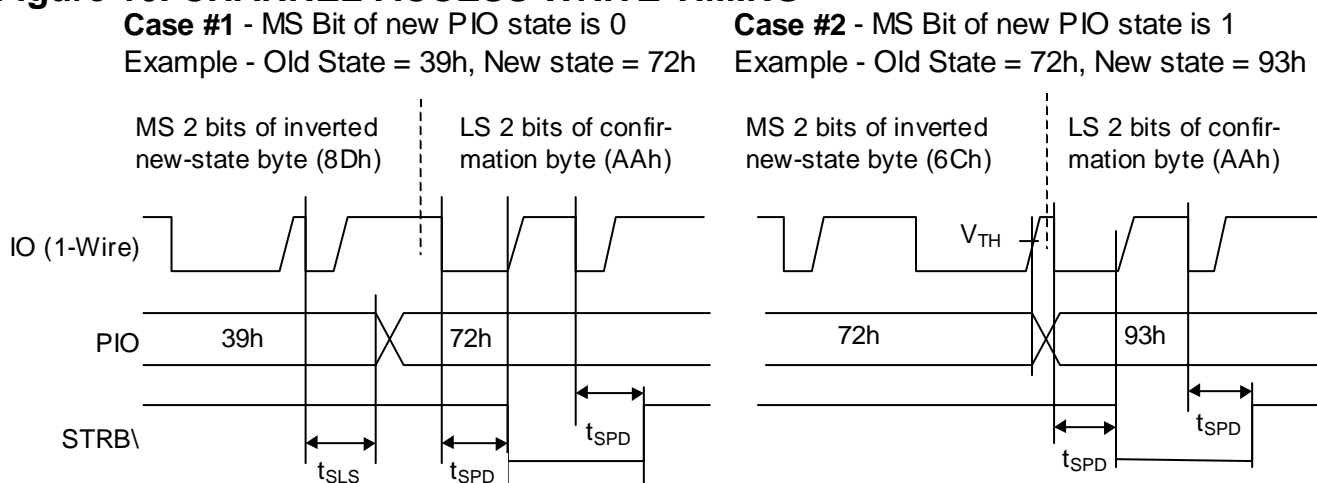 Case #1 - MS Bit of new PIO state is 0
Example - Old State = 39h, New state = 72h
MS 2 bits of inverted
new-state byte (8Dh)
LS 2 bits of confir-
mation byte (AAh)
Case #2 - MS Bit of new PIO state is 1
Example - Old State = 72h, New state = 93h
MS 2 bits of inverted
new-state byte (6Ch)
LS 2 bits of confir-
mation byte (AAh)
IO (1-Wire)
VTH
PIO
39h
72h
72h
93h
STRB\
tSLS
tSPD
tSPD
tSPD
tSPD